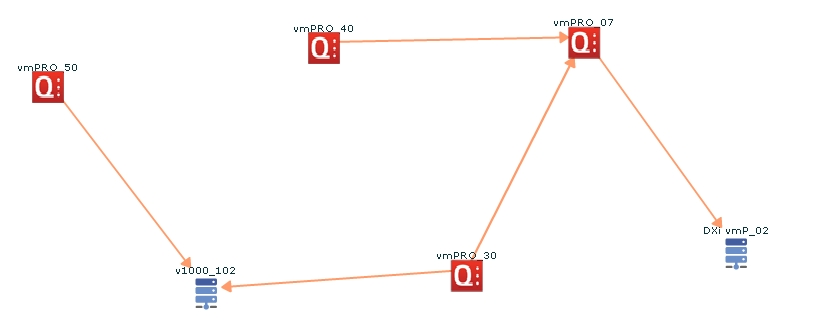 vmPRO_07
vmPRO_40
vmPRO_50
DXi vmP_02
vmPRO_30
v1000_102